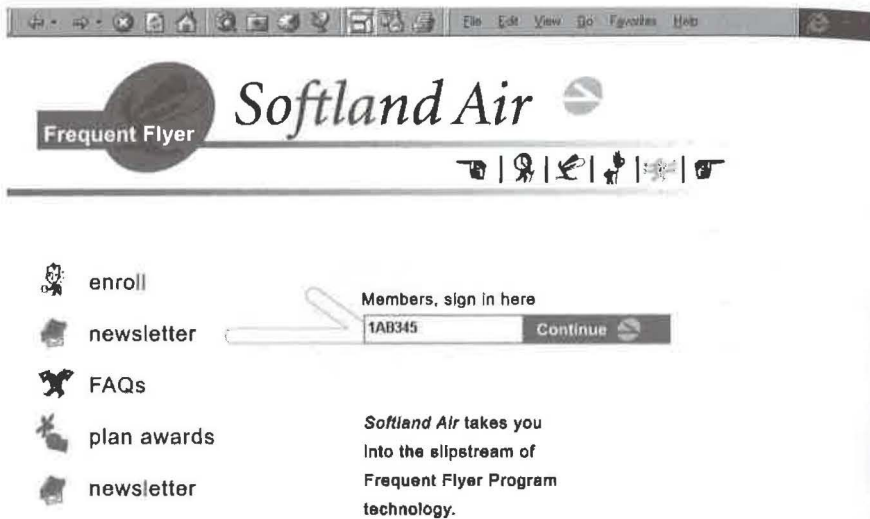 File Edit View Go Favorites Help
Softland Air
Frequent Flyer
enroll
newsletter
FAQs
plan awards
newsletter
Members, sign in here
1AB345
Continue
Softland Air takes you
into the slipstream of
Frequent Flyer Program
technology.